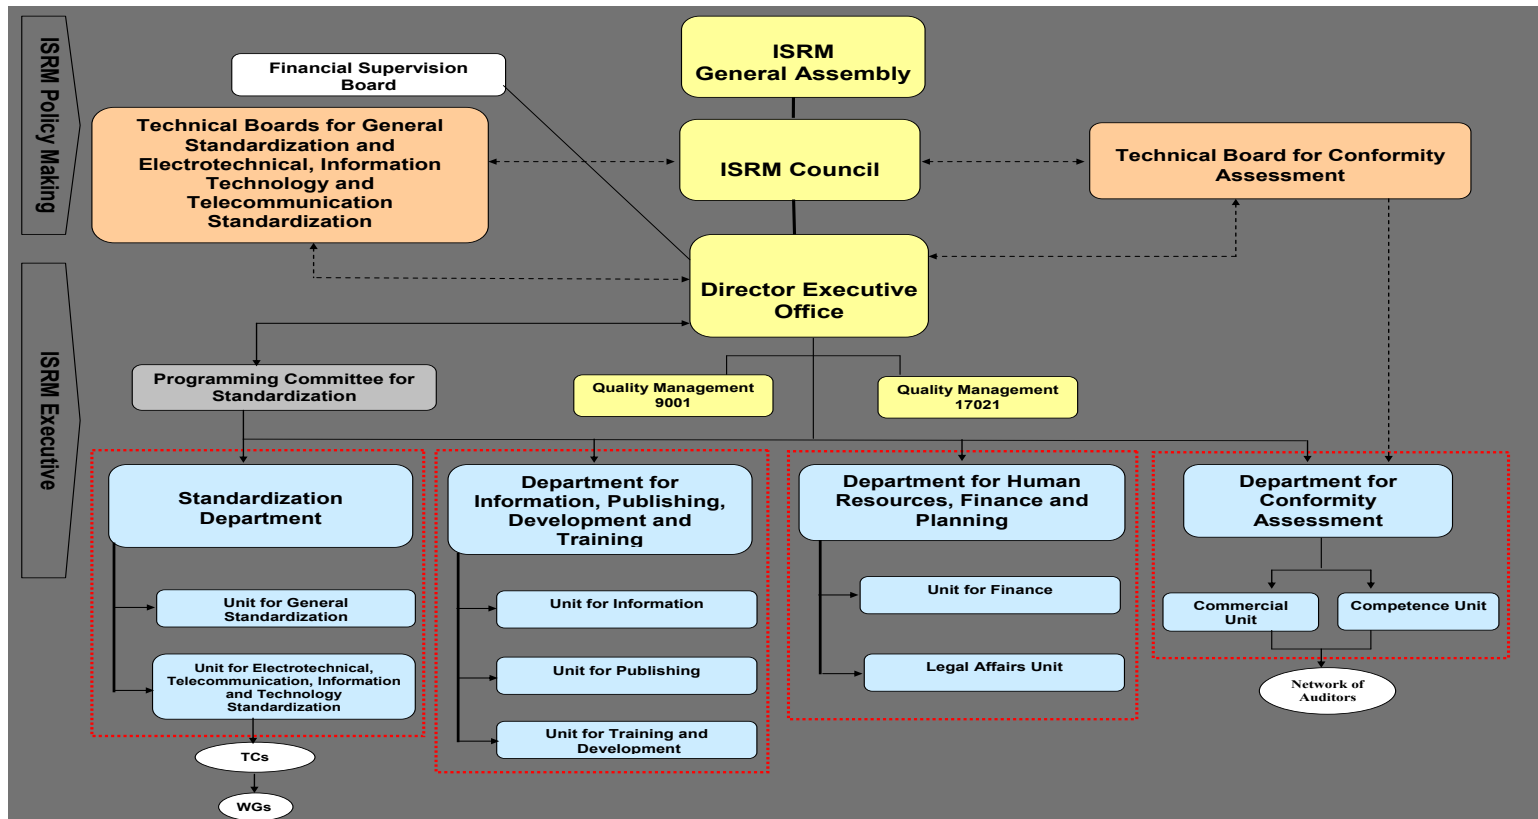 ISRM Policy Making
ISRM
General Assembly
Financial Supervision
Board
Technical Boards for General
Standardization and
Electrotechnical, Information
Technology and
Telecommunication
Standardization
ISRM Council
Technical Board for Conformity
Assessment
ISRM Executive
Director Executive
Office
Programming Committee for
Standardization
Quality Management
9001
Quality Management
17021
Standardization
Department
Department for
Information, Publishing,
Development and
Training
Department for Human
Resources, Finance and
Planning
Department for
Conformity
Assessment
Unit for General
Standardization
Unit for Electrotechnical,
Telecommunication, Information
and Technology
Standardization
TCs
WGs
Unit for Information
Unit for Publishing
Unit for Training and
Development
Unit for Finance
Legal Affairs Unit
Commercial
Unit
Competence Unit
Network of
Auditors